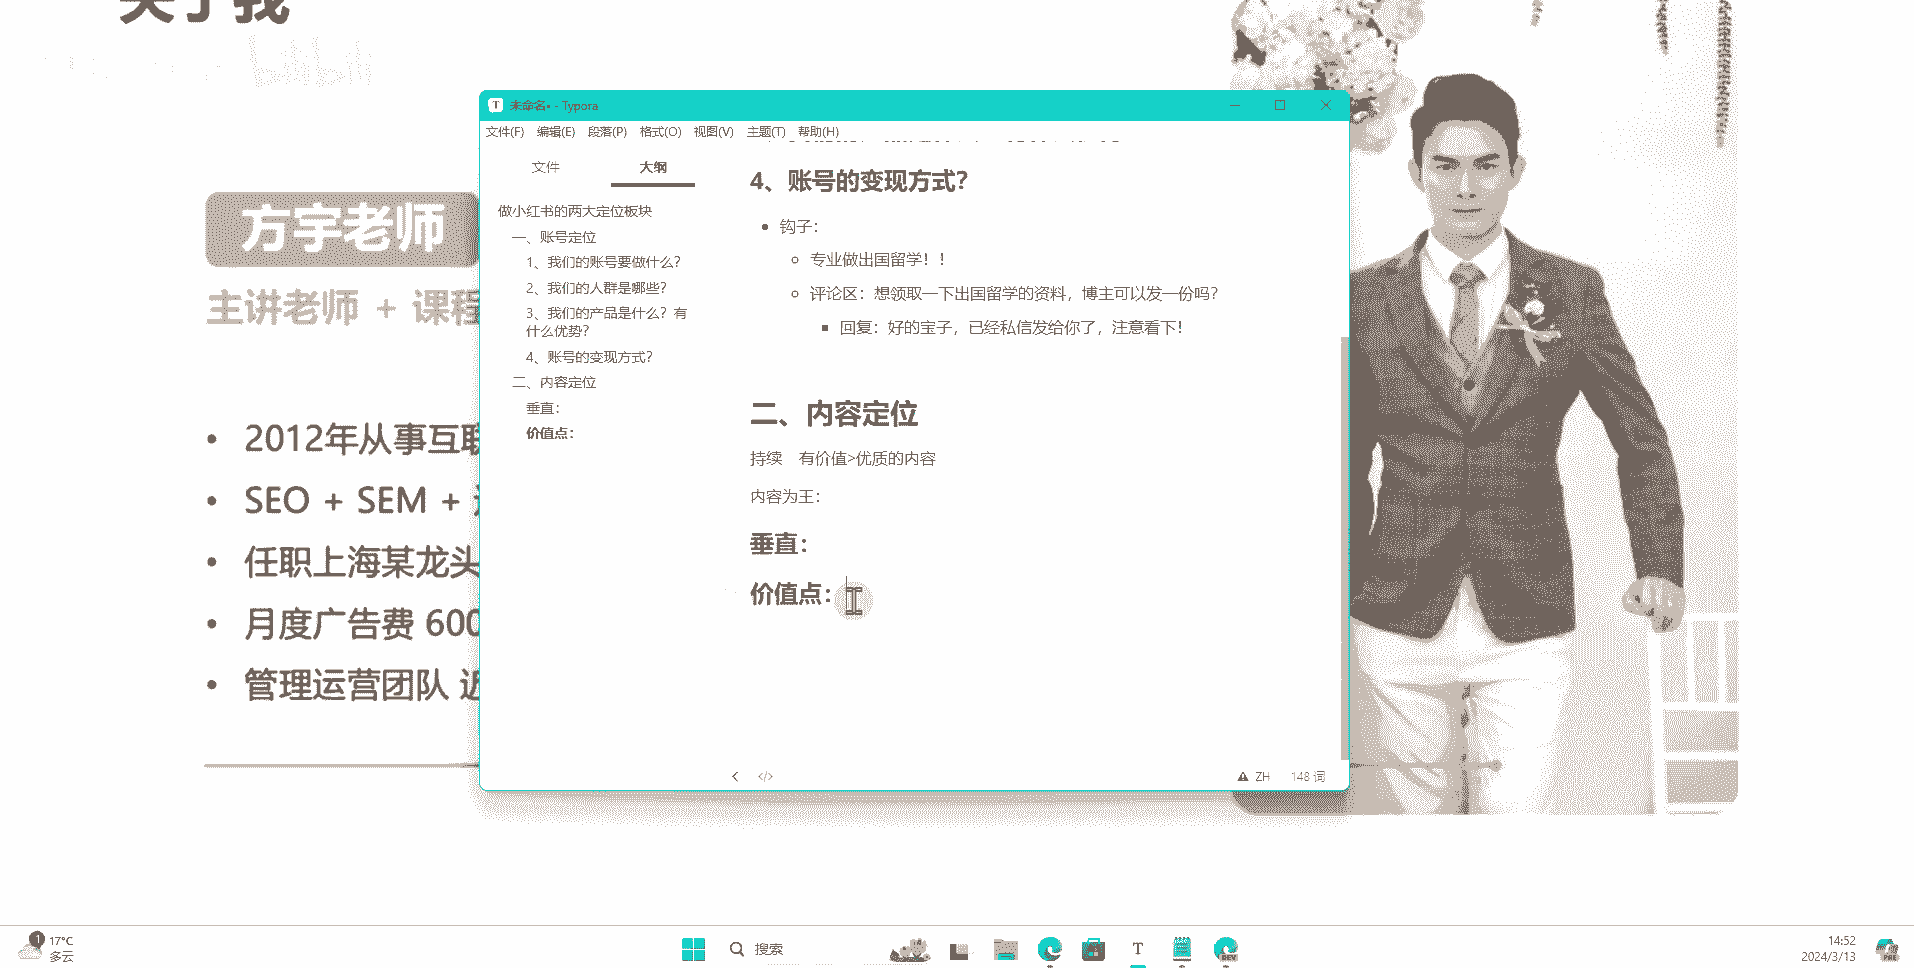 关于我
bilibili
方宇老师
主讲老师 + 课程
2012年从事互联
SEO + SEM +
任职上海某龙头
月度广告费 600
管理运营团队 近
T 未命名• - Typora
文件(F) 编辑(E) 段落(P) 格式(O) 视图(V) 主题(T) 帮助(H)
文件 大纲
做小红书的两大定位板块
一、账号定位
1、我们的账号要做什么?
2、我们的人群是哪些?
3、我们的产品是什么? 有
什么优势?
4、账号的变现方式?
二、内容定位
垂直:
价值点:
4、账号的变现方式?
钩子:
专业做出国留学!!
评论区: 想领取一下出国留学的资料, 博主可以发一份吗?
回复: 好的宝子, 已经私信发给你了, 注意看下!
二、内容定位
持续 有价值>优质的内容
内容为王:
垂直:
价值点:
ZH 148 词
1 17°C
多云
搜索
T
DEV
14:52
2024/3/13
PRE